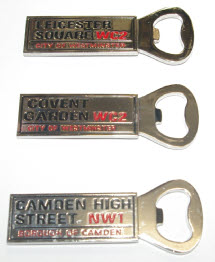 LEICESTER
SQUARE WC2
CITY OF WESTMINSTER
COVENT
GARDEN WC2
CITY OF WESTMINSTER
CAMDEN HIGH
STREET NW1
BOROUGH OF CAMDEN